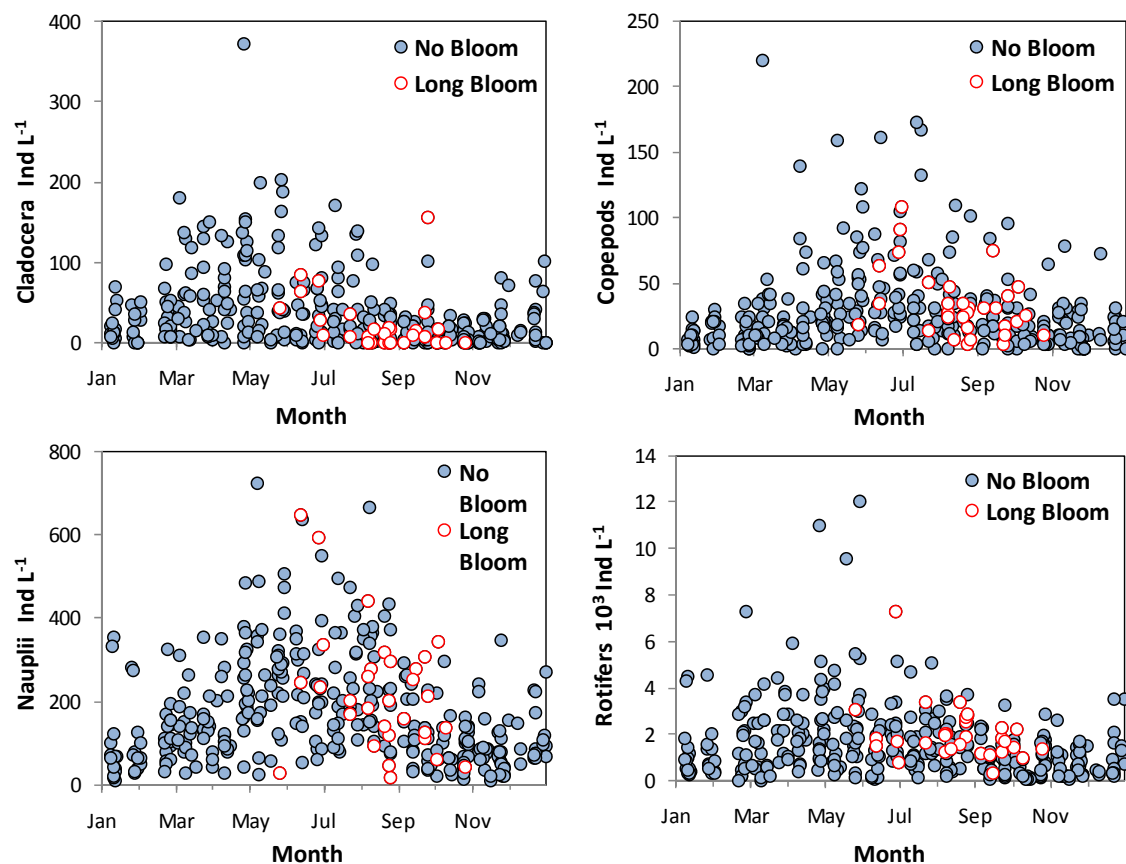 400
300
200
100
0
Cladocera Ind L⁻¹
No Bloom
Long Bloom
Jan Mar May Jul Sep Nov
Month
250
200
150
100
50
0
Copepods Ind L⁻¹
No Bloom
Long Bloom
Jan Mar May Jul Sep Nov
Month
800
600
400
200
0
Nauplii Ind L⁻¹
No
Bloom
Long
Bloom
Jan Mar May Jul Sep Nov
Month
14
12
10
8
6
4
2
0
Rotifers 10³ Ind L⁻¹
No Bloom
Long Bloom
Jan Mar May Jul Sep Nov
Month